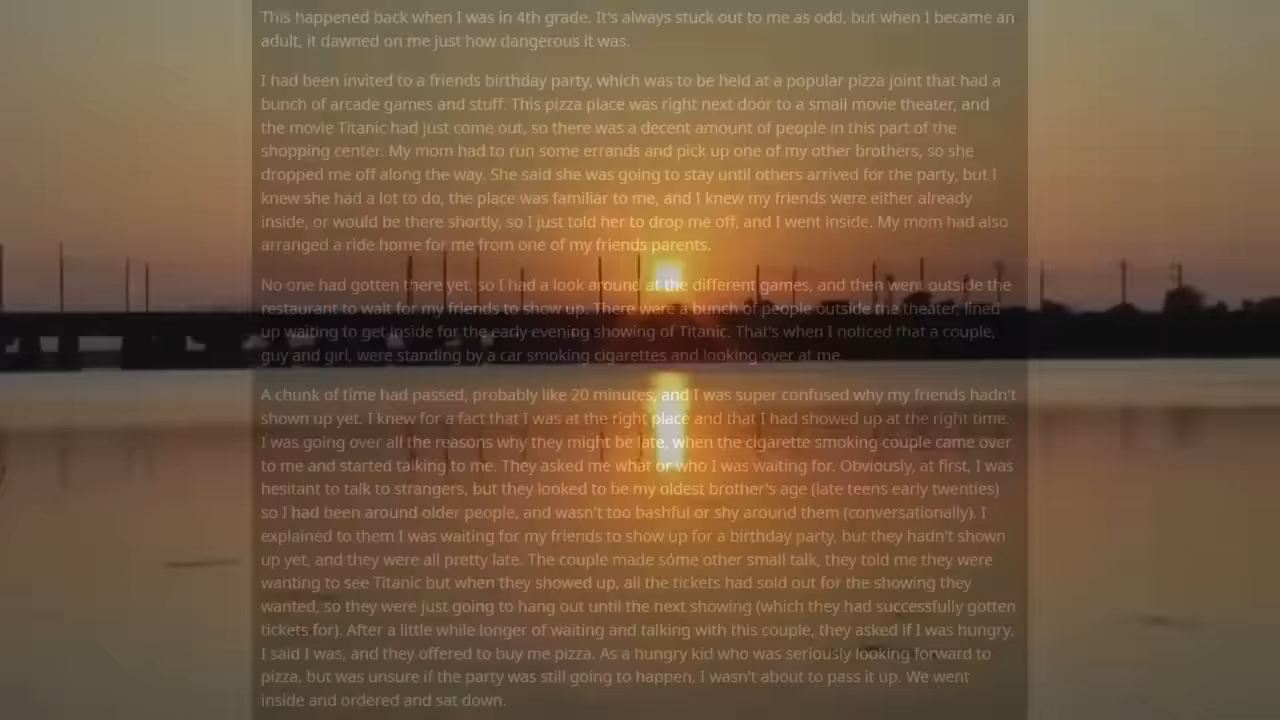 This happened back when I was in 4th grade. It's always stuck out to me as odd, but when I became an
adult, it dawned on me just how dangerous it was.
I had been invited to a friends birthday party, which was to be held at a popular pizza joint that had a
bunch of arcade games and stuff. This pizza place was right next door to a small movie theater, and
the movie Titanic had just come out, so there was a decent amount of people in this part of the
shopping center. My mom had to run some errands and pick up one of my other brothers, so she
dropped me off along the way. She said she was going to stay until others arrived for the party, but I
knew she had a lot to do, the place was familiar to me, and I knew my friends were either already
inside, or would be there shortly, so I just told her to drop me off, and I went inside. My mom had also
arranged a ride home for me from one of my friends parents.
No one had gotten there yet, so I had a look around at the different games, and then went outside the
restaurant to wait for my friends to show up. There were a bunch of people outside the theater, lined
up waiting to get inside for the early evening showing of Titanic. That's when I noticed that a couple,
guy and girl, were standing by a car smoking cigarettes and looking over at me.
A chunk of time had passed, probably like 20 minutes, and I was super confused why my friends hadn't
shown up yet. I knew for a fact that I was at the right place and that I had showed up at the right time.
I was going over all the reasons why they might be late, when the cigarette smoking couple came over
to me and started talking to me. They asked me what or who I was waiting for. Obviously, at first, I was
hesitant to talk to strangers, but they looked to be my oldest brother's age (late teens early twenties)
so I had been around older people, and wasn't too bashful or shy around them (conversationally). I
explained to them I was waiting for my friends to show up for a birthday party, but they hadn't shown
up yet, and they were all pretty late. The couple made some other small talk, they told me they were
wanting to see Titanic but when they showed up, all the tickets had sold out for the showing they
wanted, so they were just going to hang out until the next showing (which they had successfully gotten
tickets for). After a little while longer of waiting and talking with this couple, they asked if I was hungry.
I said I was, and they offered to buy me pizza. As a hungry kid who was seriously looking forward to
pizza, but was unsure if the party was still going to happen, I wasn't about to pass it up. We went
inside and ordered and sat down.